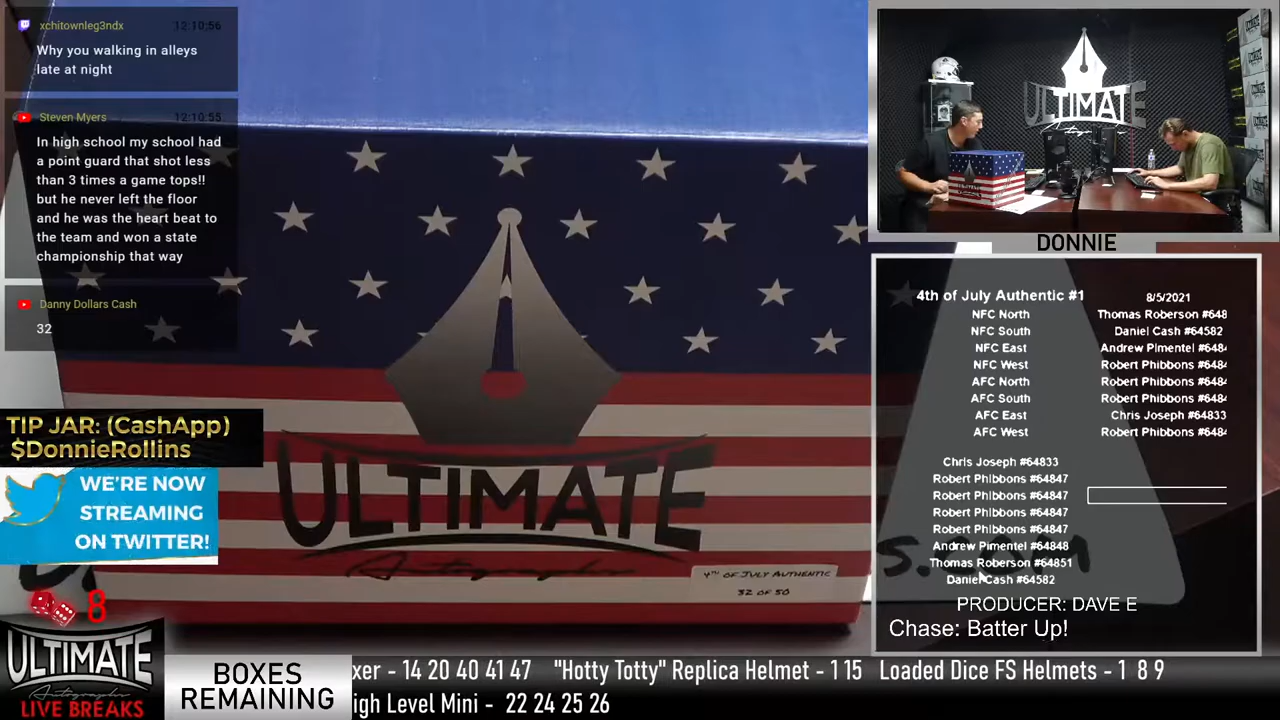 xchitownleg3ndx 12:10:56
Why you walking in alleys
late at night
Steven Myers 12:10:55
In high school my school had
a point guard that shot less
than 3 times a game tops!!
but he never left the floor
and he was the heart beat to
the team and won a state
championship that way
Danny Dollars Cash
32
TIP JAR: (CashApp)
$DonnieRollins
WE'RE NOW
STREAMING
ON TWITTER!
8
ULTIMATE
Autographs
LIVE BREAKS
ULTIMATE
Autographs
4TH OF JULY AUTHENTIC
32 OF 50
ULTIMATE
Autographs
DONNIE
4th of July Authentic #1 8/5/2021
NFC North Thomas Roberson #648
NFC South Daniel Cash #64582
NFC East Andrew Pimentel #648
NFC West Robert Phibbons #648
AFC North Robert Phibbons #648
AFC South Robert Phibbons #648
AFC East Chris Joseph #64833
AFC West Robert Phibbons #648
Chris Joseph #64833
Robert Phibbons #64847
Robert Phibbons #64847
Robert Phibbons #64847
Robert Phibbons #64847
Andrew Pimentel #64848
Thomas Roberson #64851
Daniel Cash #64582
PRODUCER: DAVE E
Chase: Batter Up!
BOXES
REMAINING
xer - 14 20 40 41 47 "Hotty Totty" Replica Helmet - 1 15 Loaded Dice FS Helmets - 1 8 9
igh Level Mini - 22 24 25 26